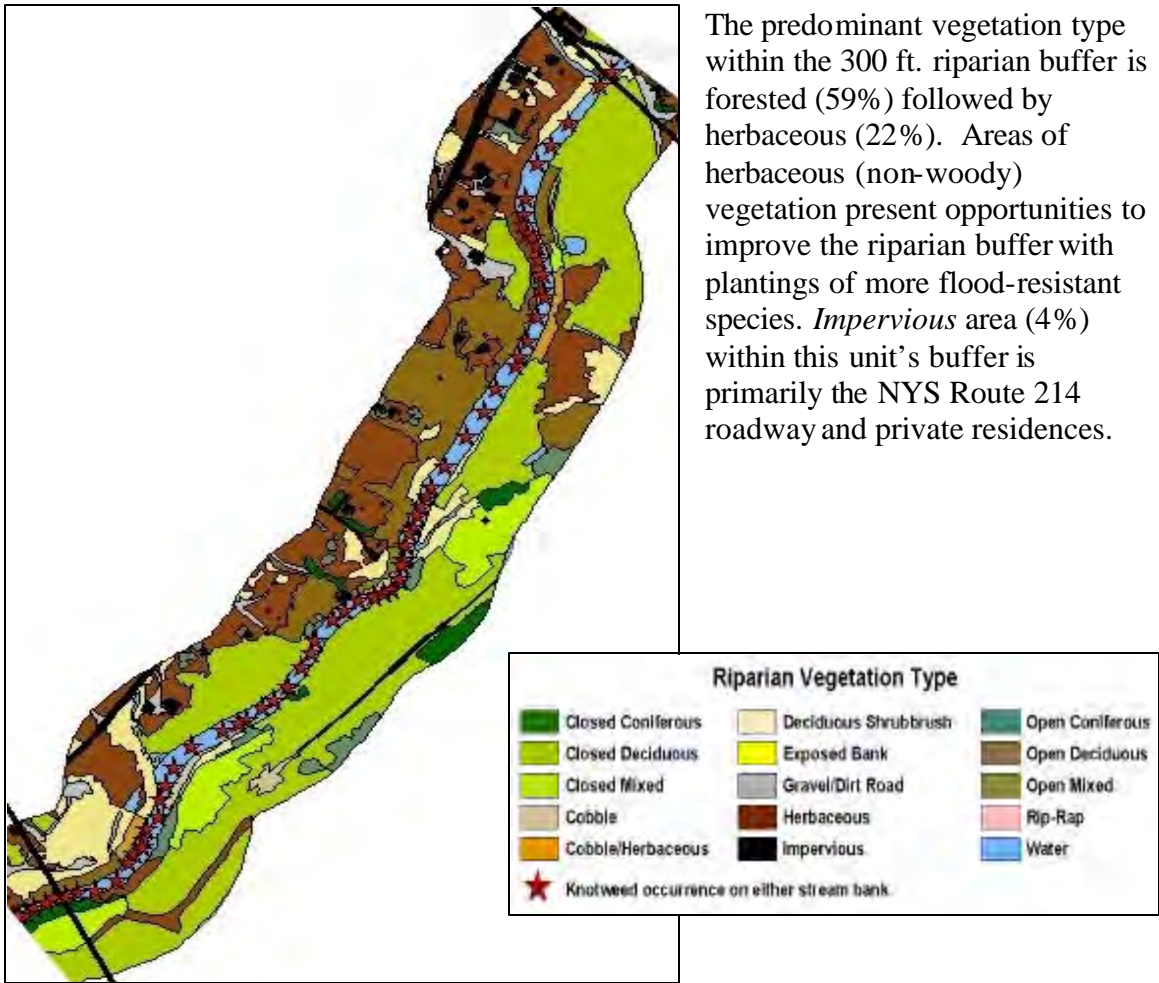 The predominant vegetation type
within the 300 ft. riparian buffer is
forested (59%) followed by
herbaceous (22%).  Areas of
herbaceous (non-woody)
vegetation present opportunities to
improve the riparian buffer with
plantings of more flood-resistant
species. Impervious area (4%)
within this unit's buffer is
primarily the NYS Route 214
roadway and private residences.
Riparian Vegetation Type
Closed Coniferous
Closed Deciduous
Closed Mixed
Cobble
Cobble/Herbaceous
Deciduous Shrubbrush
Exposed Bank
Gravel/Dirt Road
Herbaceous
Impervious
Open Coniferous
Open Deciduous
Open Mixed
Rip-Rap
Water
Knotweed occurrence on either stream bank